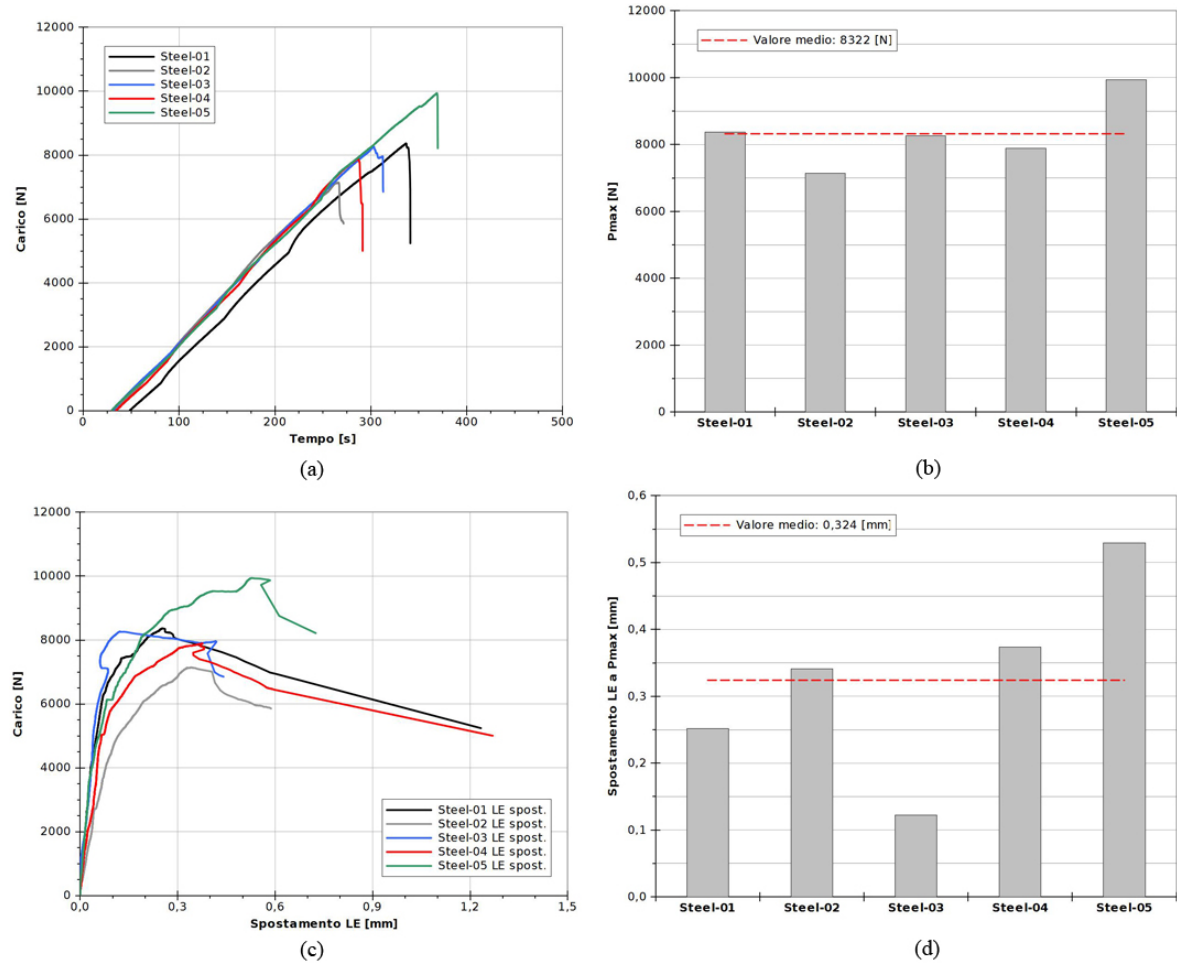 12000
10000
8000
6000
4000
2000
0
Carico [N]
Steel-01
Steel-02
Steel-03
Steel-04
Steel-05
0 100 200 300 400 500
Tempo [s]
(a)
12000
10000
8000
6000
4000
2000
0
Pmax [N]
Valore medio: 8322 [N]
Steel-01 Steel-02 Steel-03 Steel-04 Steel-05
(b)
12000
10000
8000
6000
4000
2000
0
Carico [N]
Steel-01 LE spost.
Steel-02 LE spost.
Steel-03 LE spost.
Steel-04 LE spost.
Steel-05 LE spost.
0,0 0,3 0,6 0,9 1,2 1,5
Spostamento LE [mm]
(c)
0,6
0,5
0,4
0,3
0,2
0,1
0,0
Spostamento LE a Pmax [mm]
Valore medio: 0,324 [mm]
Steel-01 Steel-02 Steel-03 Steel-04 Steel-05
(d)